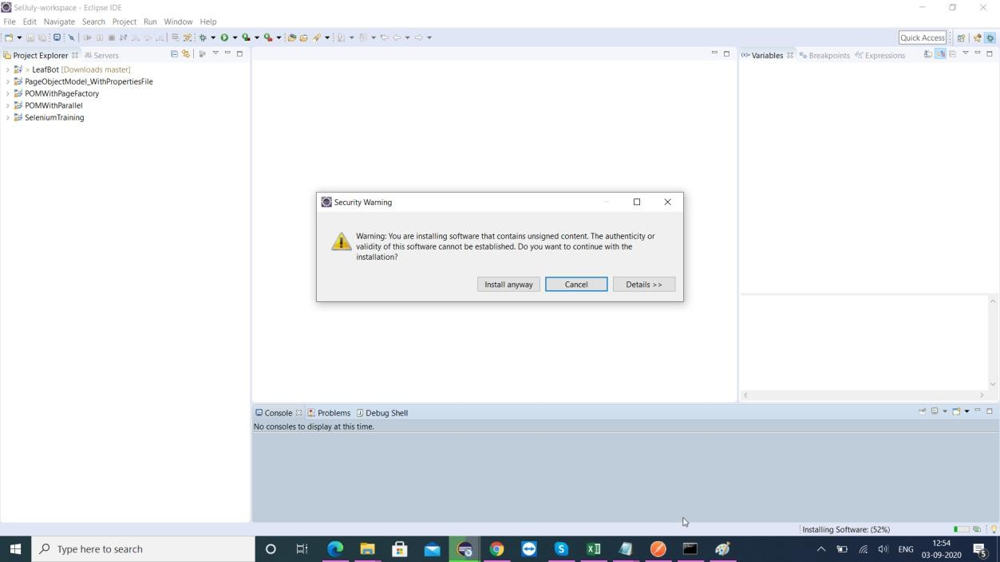 SelJuly-workspace - Eclipse IDE
File Edit Navigate Search Project Run Window Help
Quick Access
Project Explorer
Servers
Variables
Breakpoints
Expressions
> LeafBot [Downloads master]
PageObjectModel_WithPropertiesFile
POMWithPageFactory
POMWithParallel
SeleniumTraining
Security Warning
Warning: You are installing software that contains unsigned content. The authenticity or
validity of this software cannot be established. Do you want to continue with the
installation?
Install anyway
Cancel
Details >>
Console
Problems
Debug Shell
No consoles to display at this time.
Installing Software: (52%)
Type here to search
ENG
12:54
03-09-2020
5